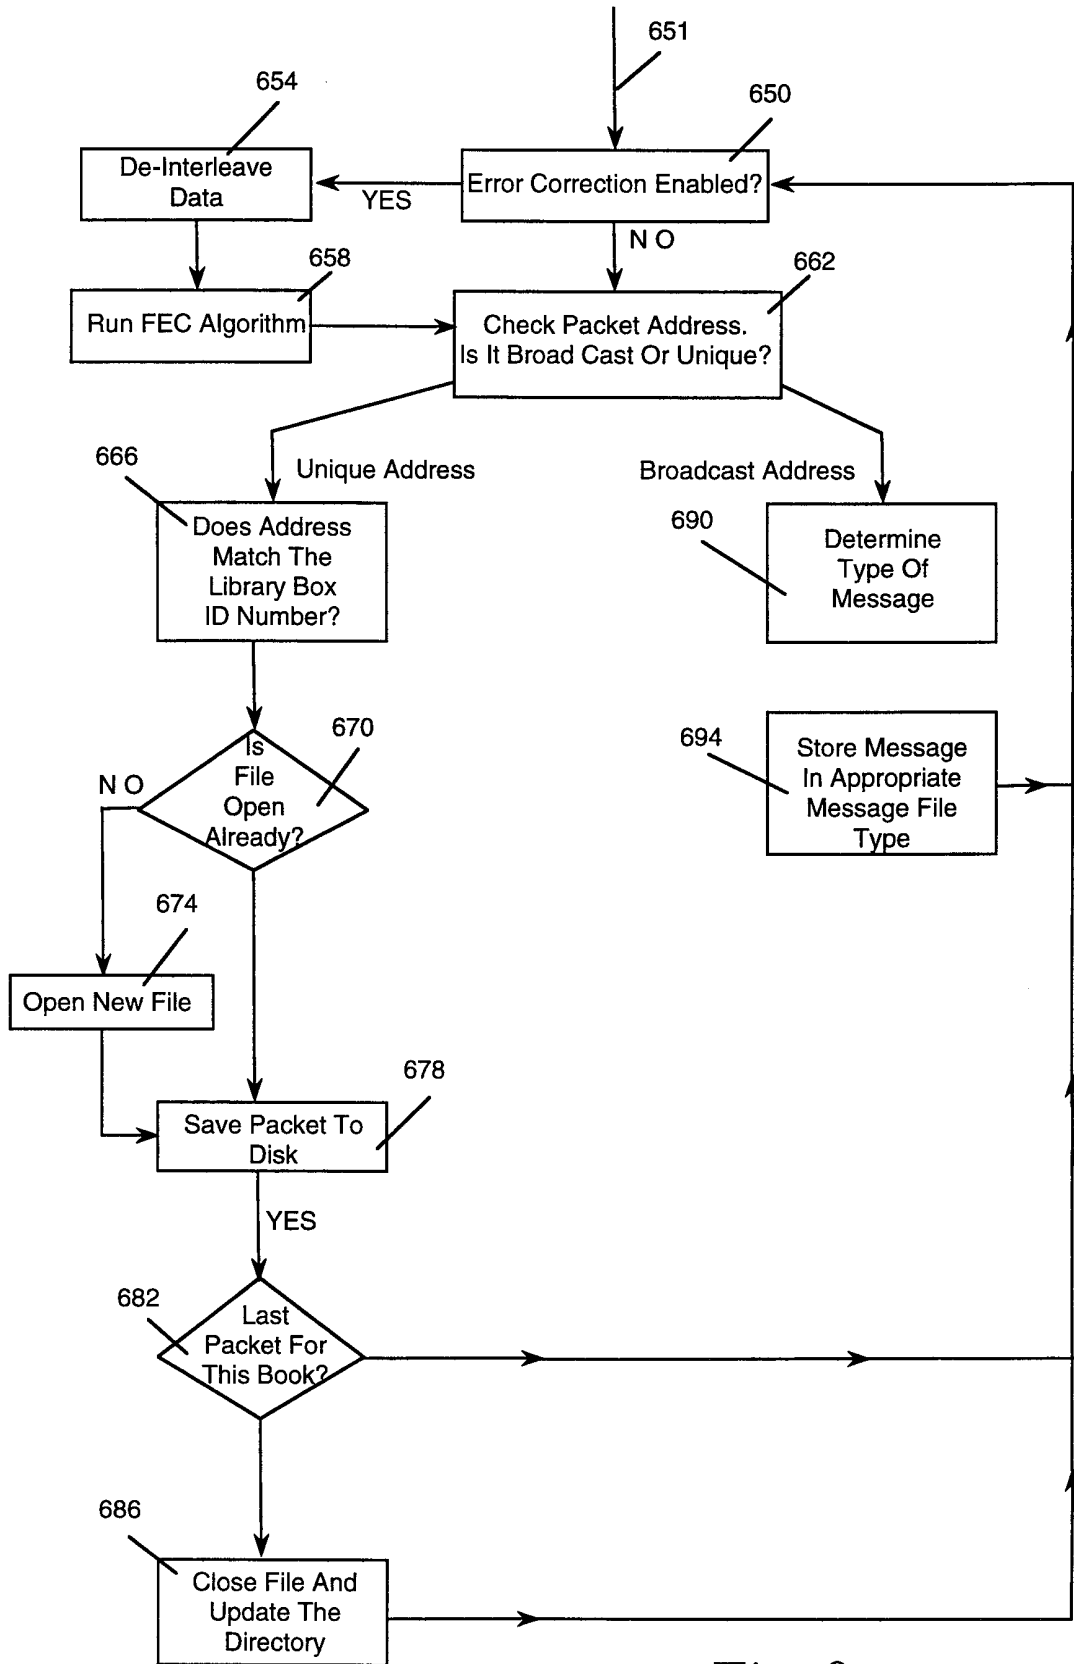 651
654
650
De-Interleave
Data
YES
Error Correction Enabled?
N O
658
662
Run FEC Algorithm
Check Packet Address.
Is It Broad Cast Or Unique?
666
Unique Address
Broadcast Address
690
Does Address
Match The
Library Box
ID Number?
Determine
Type Of
Message
670
694
Is
File
Open
Already?
N O
Store Message
In Appropriate
Message File
Type
674
Open New File
678
Save Packet To
Disk
YES
682
Last
Packet For
This Book?
686
Close File And
Update The
Directory